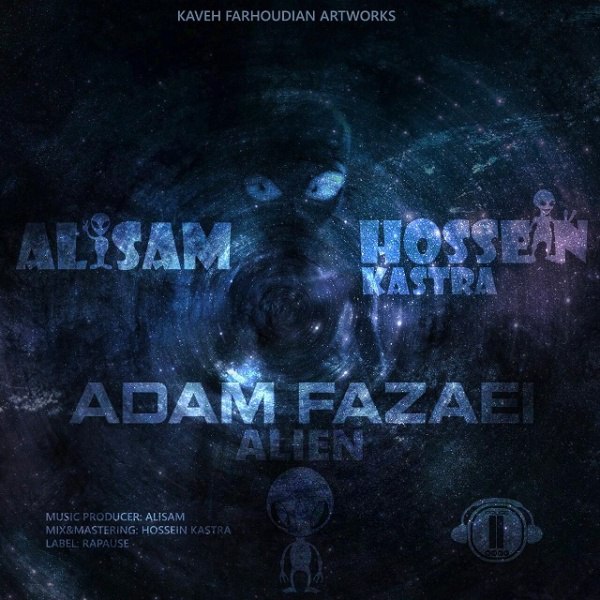 KAVEH FARHOUDIAN ARTWORKS
ALISAM
HOSSEIN
KASTRA
ADAM FAZAEI
ALIEN
MUSIC PRODUCER: ALISAM
MIX&MASTERING: HOSSEIN KASTRA
LABEL: RAPAUSE